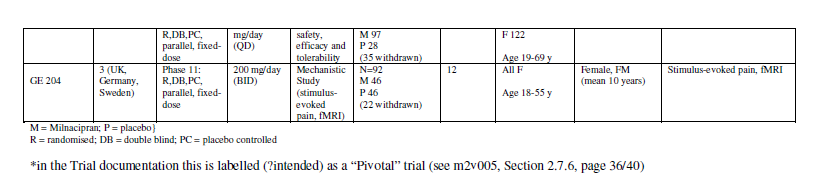 R,DB,PC, mg/day safety, M 97 F 122
parallel, fixed- (QD) efficacy and P 28
dose tolerability (35 withdrawn) Age 19-69 y
GE 204 3 (UK, Phase 11: 200 mg/day Mechanistic N=92 12 All F Female, FM Stimulus-evoked pain, fMRI
Germany, R,DB,PC, (BID) Study M 46 (mean 10 years)
Sweden) parallel, fixed- (stimulus- P 46 Age 18-55 y
dose evoked (22 withdrawn)
pain, fMRI)
M = Milnacipran; P = placebo}
R = randomised; DB = double blind; PC = placebo controlled
*in the Trial documentation this is labelled (?intended) as a “Pivotal” trial (see m2v005, Section 2.7.6, page 36/40)